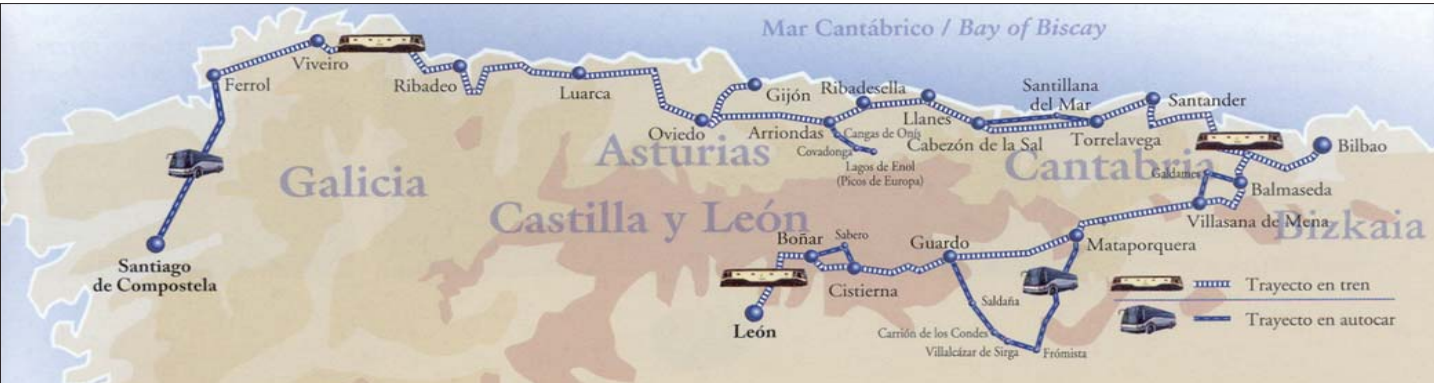 Mar Cantábrico / Bay of Biscay
Viveiro
Ferrol
Ribadeo
Luarca
Gijón
Ribadesella
Santillana
del Mar
Santander
Oviedo
Arriondas
Cangas de Onís
Llanes
Cabezón de la Sal
Torrelavega
Bilbao
Covadonga
Lagos de Enol
(Picos de Europa)
Asturias
Cantabria
Galicia
Galdames
Balmaseda
Castilla y León
Villasana de Mena
Bizkaia
Boñar
Sabero
Guardo
Mataporquera
Santiago
de Compostela
Cistierna
Saldaña
Trayecto en tren
León
Carrión de los Condes
Villalcázar de Sirga
Frómista
Trayecto en autocar